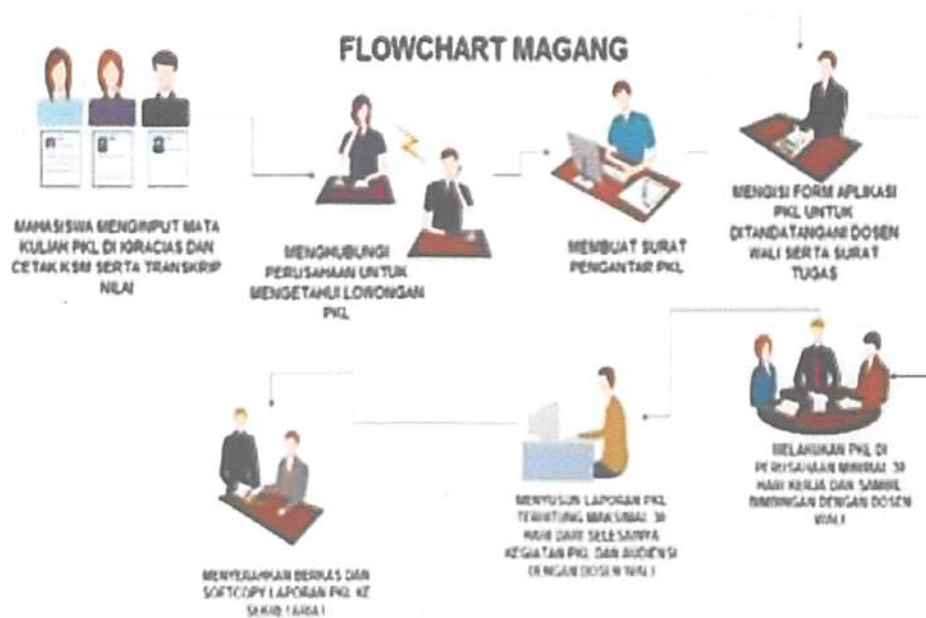 FLOWCHART MAGANG
MAHASISWA MENGINPUT MATA
KULIAH PKL DI IGRACIAS DAN
CETAK KSM SERTA TRANSKRIP
NILAI
MENGHUBUNGI
PERUSAHAAN UNTUK
MENGETAHUI LOWONGAN
PKL
MEMBUAT SURAT
PENGANTAR PKL
MENGISI FORM APLIKASI
PKL UNTUK
DITANDATANGANI DOSEN
WALI SERTA SURAT
TUGAS
MELAKUKAN PKL DI
PERUSAHAAN MINIMAL 30
HARI KERJA DAN SAMBIL
BIMBINGAN DENGAN DOSEN
WALI
MENYUSUN LAPORAN PKL
TERHITUNG MAKSIMAL 30
HARI DARI SELESAINYA
KEGIATAN PKL DAN AUDIENSI
DENGAN DOSEN WALI
MENYERAHKAN BERKAS DAN
SOFTCOPY LAPORAN PKL KE
SEKRETARIAT